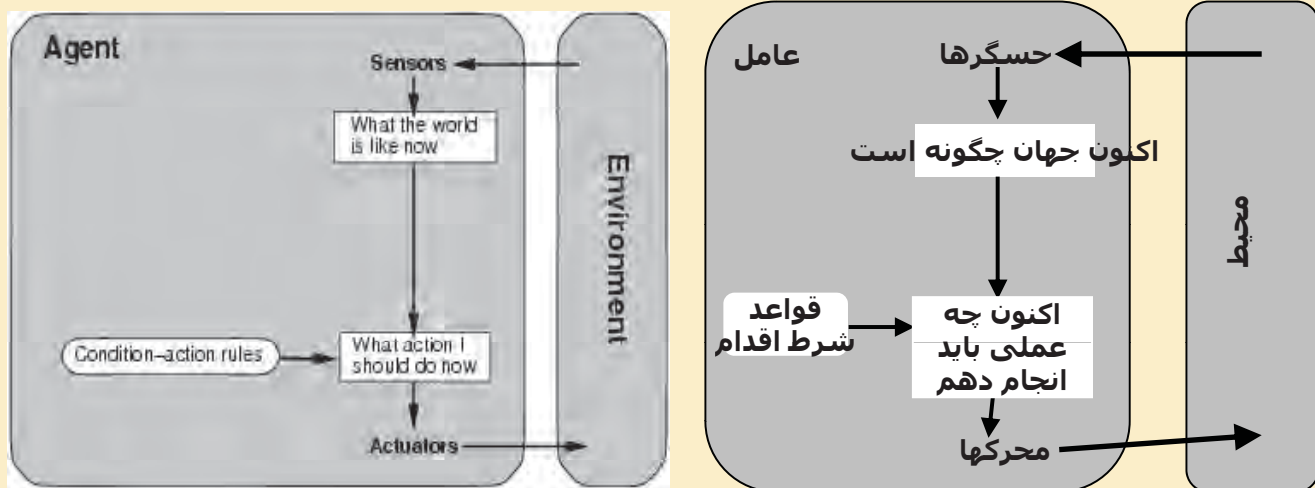 Agent
Sensors
What the world
is like now
Environment
Condition–action rules
What action I
should do now
Actuators
عامل
حسگرها
اکنون جهان چگونه است
محیط
قواعد
شرط اقدام
اکنون چه
عملی باید
انجام دهم
محرکها